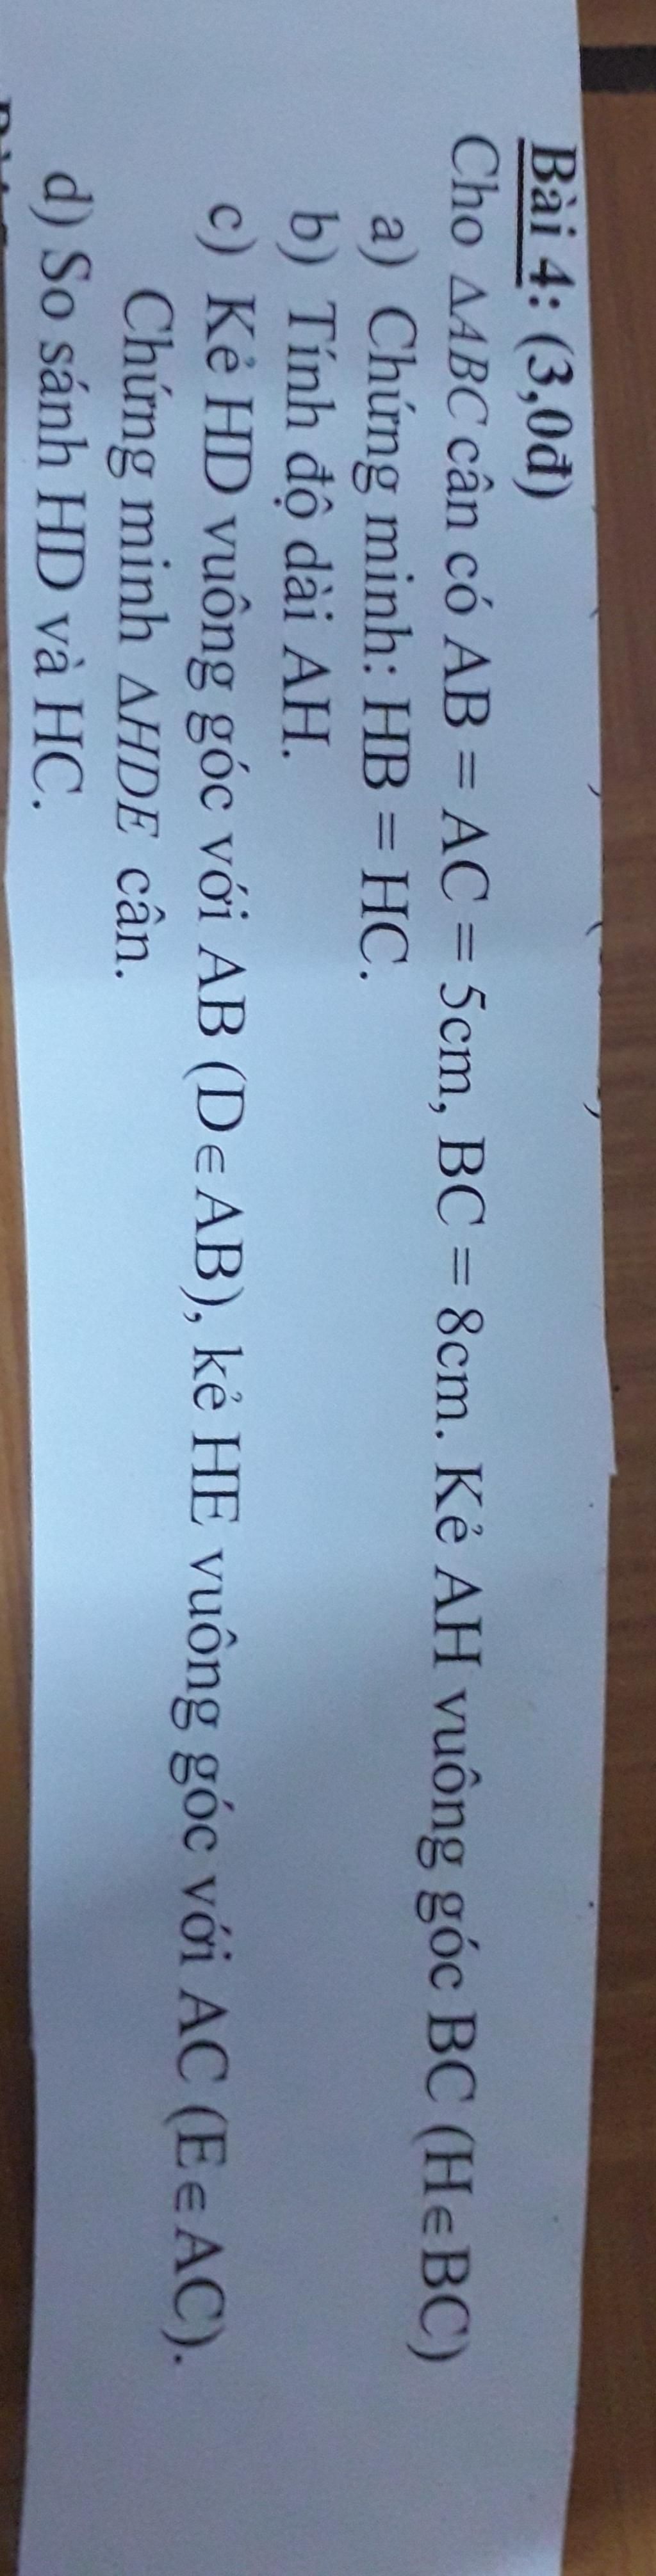 Bài 4: (3,0đ)
Cho △ABC cân có AB = AC = 5cm, BC = 8cm. Kẻ AH vuông góc BC (H∈BC)
a) Chứng minh: HB = HC.
b) Tính độ dài AH.
c) Kẻ HD vuông góc với AB (D∈AB), kẻ HE vuông góc với AC (E∈AC).
Chứng minh △HDE cân.
d) So sánh HD và HC.